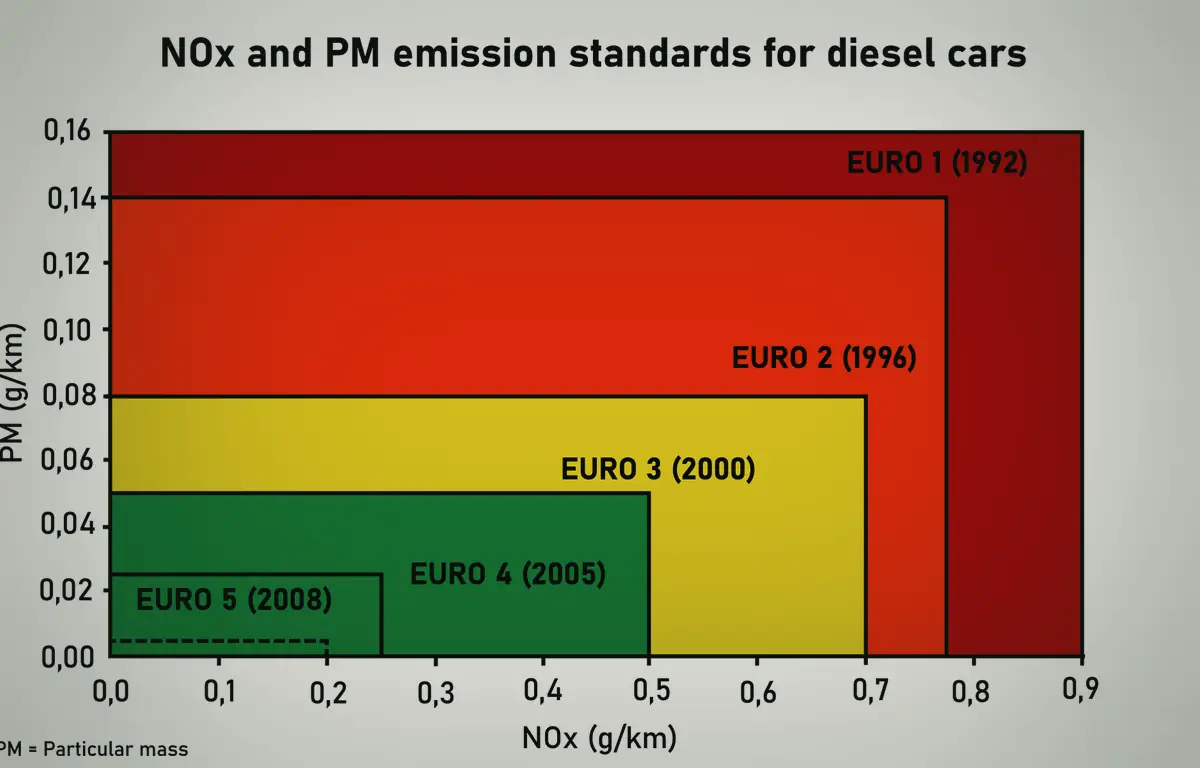 NOx and PM emission standards for diesel cars
0,16
EURO 1 (1992)
0,14
0,12
0,10
EURO 2 (1996)
0,08
PM (g/km)
0,06
EURO 3 (2000)
0,04
EURO 4 (2005)
0,02
EURO 5 (2008)
0,00
0,0 0,1 0,2 0,3 0,4 0,5 0,6 0,7 0,8 0,9
NOx (g/km)
PM = Particular mass